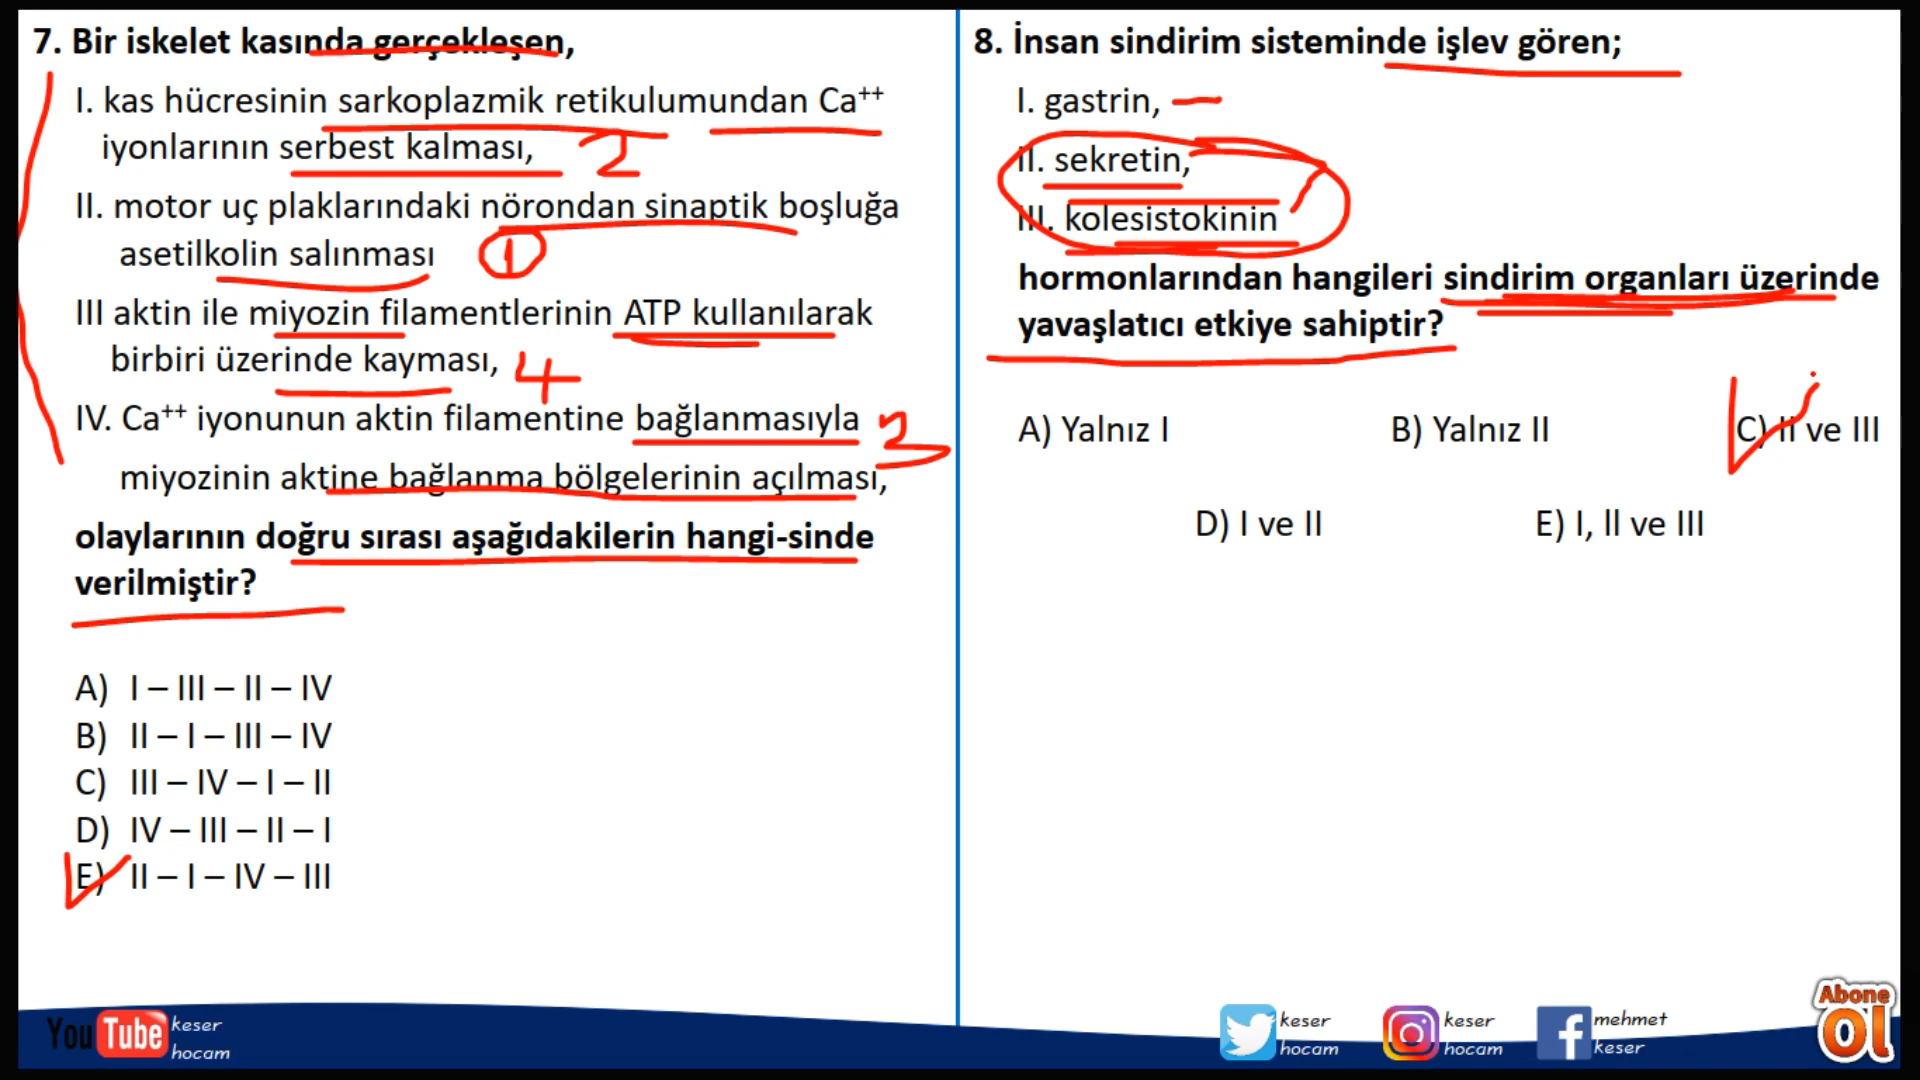 7. Bir iskelet kasında gerçekleşen,
I. kas hücresinin sarkoplazmik retikulumundan Ca⁺⁺
iyonlarının serbest kalması,
2
II. motor uç plaklarındaki nörondan sinaptik boşluğa
asetilkolin salınması
1
III aktin ile miyozin filamentlerinin ATP kullanılarak
birbiri üzerinde kayması,
4
IV. Ca⁺⁺ iyonunun aktin filamentine bağlanmasıyla
3
miyozinin aktine bağlanma bölgelerinin açılması,
olaylarının doğru sırası aşağıdakilerin hangi-sinde
verilmiştir?
A) I – III – II – IV
B) II – I – III – IV
C) III – IV – I – II
D) IV – III – II – I
E) II – I – IV – III
8. İnsan sindirim sisteminde işlev gören;
I. gastrin,
II. sekretin,
III. kolesistokinin
hormonlarından hangileri sindirim organları üzerinde
yavaşlatıcı etkiye sahiptir?
A) Yalnız I B) Yalnız II C) II ve III
D) I ve II E) I, II ve III
YouTube keser
hocam
keser
hocam
keser
hocam
mehmet
keser
Abone
Ol